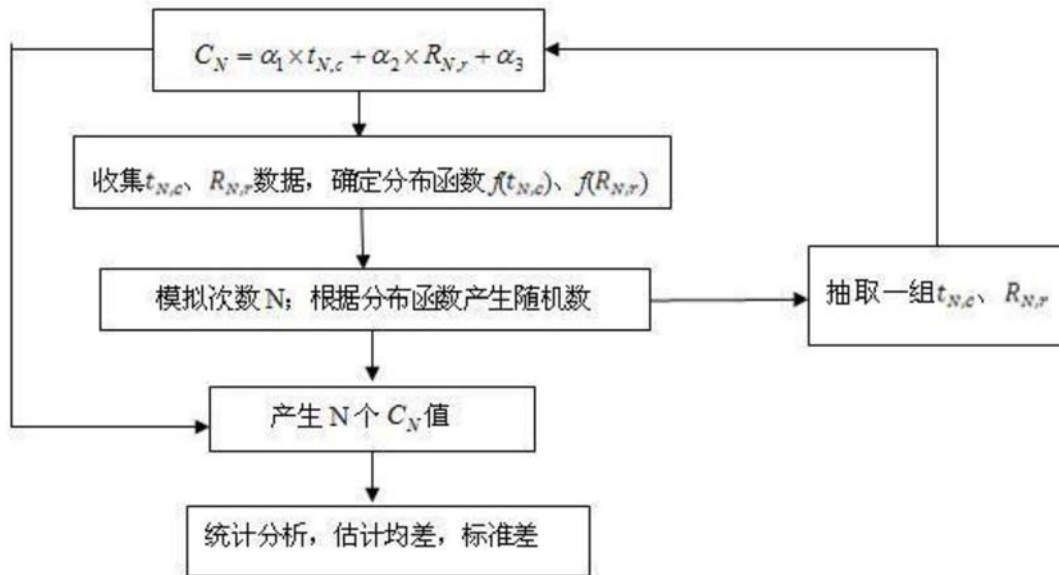 C_N = α_1 × t_{N,c} + α_2 × R_{N,r} + α_3
收集t_{N,c}、R_{N,r}数据，确定分布函数f(t_{N,c})、f(R_{N,r})
模拟次数N；根据分布函数产生随机数
抽取一组t_{N,c}、R_{N,r}
产生N个C_N值
统计分析，估计均差，标准差